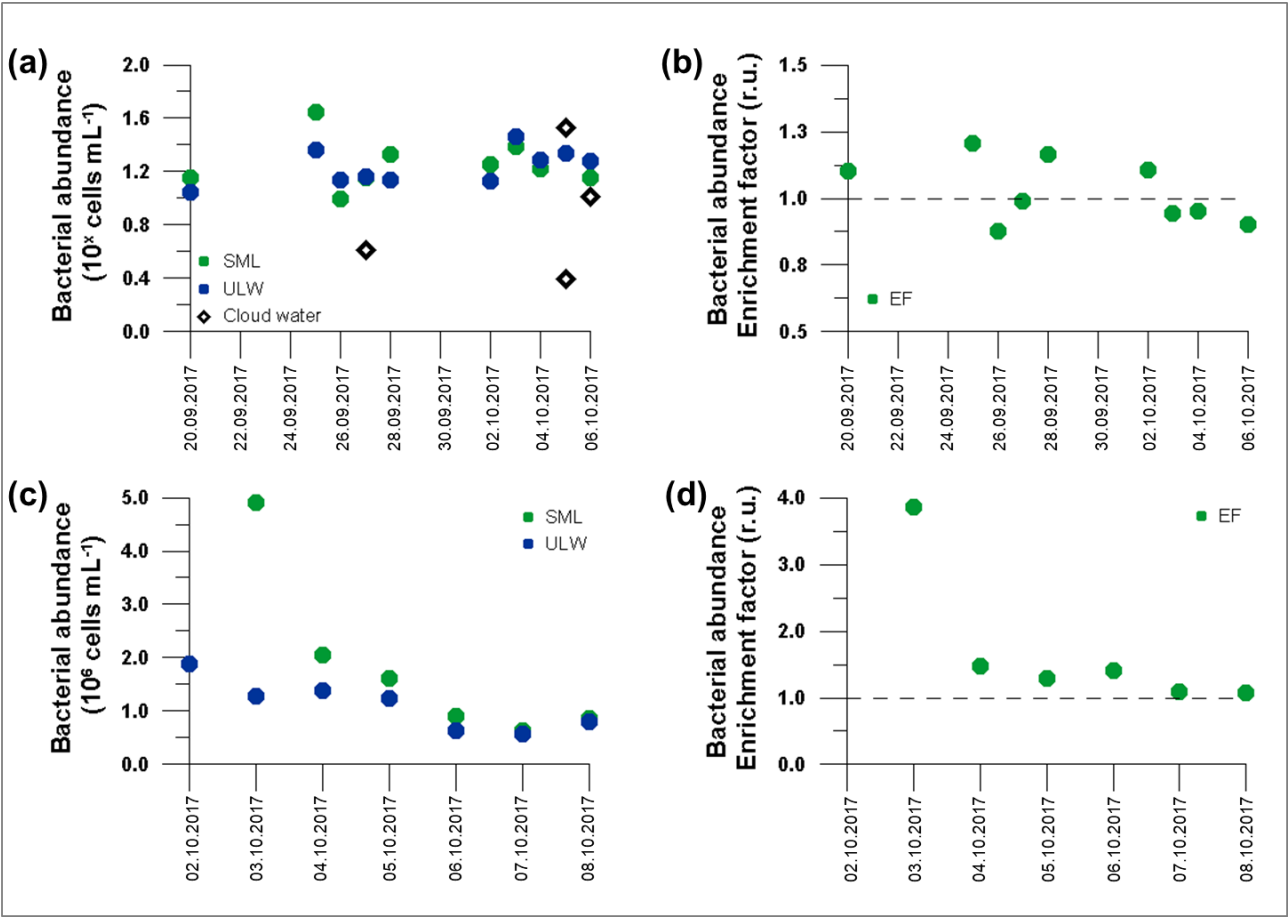 (a)
Bacterial abundance
(10ˣ cells mL⁻¹)
2.0
1.6
1.2
0.8
0.4
0.0
SML
ULW
Cloud water
20.09.2017
22.09.2017
24.09.2017
26.09.2017
28.09.2017
30.09.2017
02.10.2017
04.10.2017
06.10.2017
(b)
Bacterial abundance
Enrichment factor (r.u.)
1.5
1.3
1.0
0.8
0.5
EF
20.09.2017
22.09.2017
24.09.2017
26.09.2017
28.09.2017
30.09.2017
02.10.2017
04.10.2017
06.10.2017
(c)
Bacterial abundance
(10⁶ cells mL⁻¹)
5.0
4.0
3.0
2.0
1.0
0.0
SML
ULW
02.10.2017
03.10.2017
04.10.2017
05.10.2017
06.10.2017
07.10.2017
08.10.2017
(d)
Bacterial abundance
Enrichment factor (r.u.)
4.0
3.0
2.0
1.0
0.0
EF
02.10.2017
03.10.2017
04.10.2017
05.10.2017
06.10.2017
07.10.2017
08.10.2017